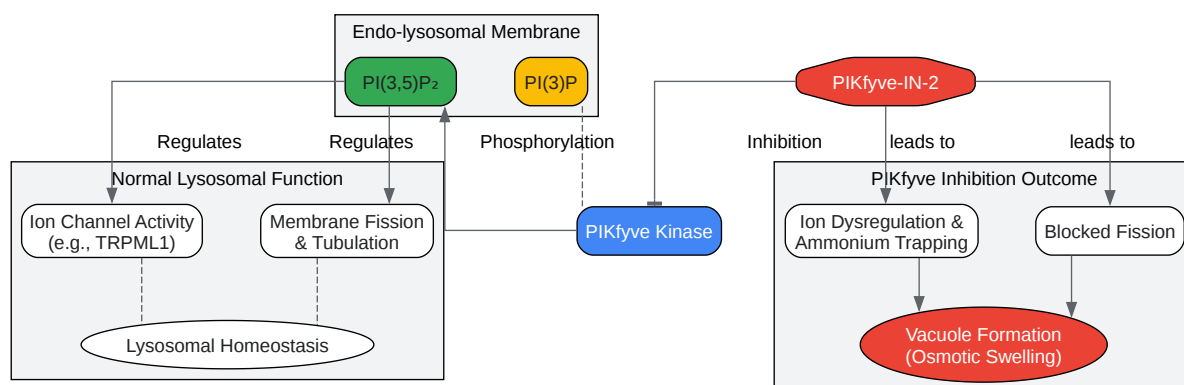 Endo-lysosomal Membrane
PI(3,5)P₂
PI(3)P
PIKfyve-IN-2
Regulates
Regulates
Phosphorylation
Inhibition
leads to
leads to
Normal Lysosomal Function
PIKfyve Inhibition Outcome
Ion Channel Activity
(e.g., TRPML1)
Membrane Fission
& Tubulation
PIKfyve Kinase
Ion Dysregulation &
Ammonium Trapping
Blocked Fission
Lysosomal Homeostasis
Vacuole Formation
(Osmotic Swelling)